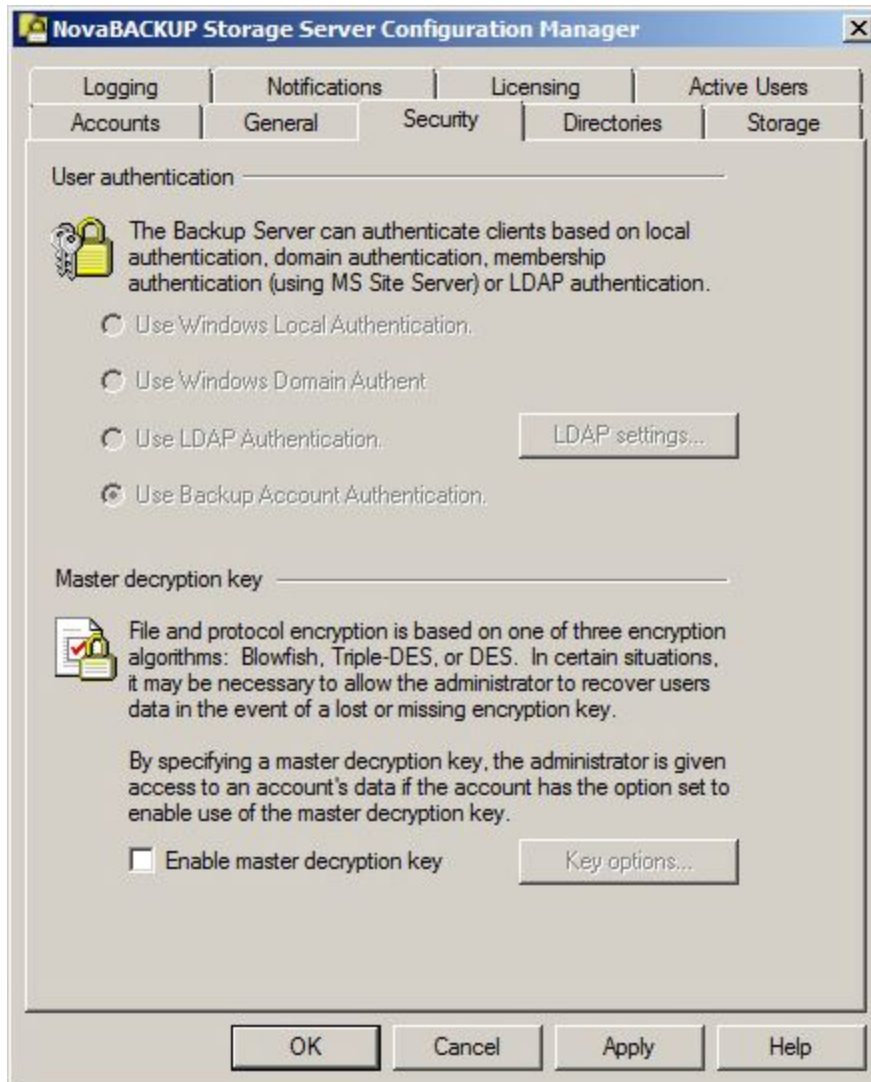 NovaBACKUP Storage Server Configuration Manager
Logging Notifications Licensing Active Users
Accounts General Security Directories Storage
User authentication
The Backup Server can authenticate clients based on local
authentication, domain authentication, membership
authentication (using MS Site Server) or LDAP authentication.
Use Windows Local Authentication.
Use Windows Domain Authent
Use LDAP Authentication. LDAP settings...
Use Backup Account Authentication.
Master decryption key
File and protocol encryption is based on one of three encryption
algorithms: Blowfish, Triple-DES, or DES. In certain situations,
it may be necessary to allow the administrator to recover users
data in the event of a lost or missing encryption key.
By specifying a master decryption key, the administrator is given
access to an account's data if the account has the option set to
enable use of the master decryption key.
Enable master decryption key Key options...
OK Cancel Apply Help